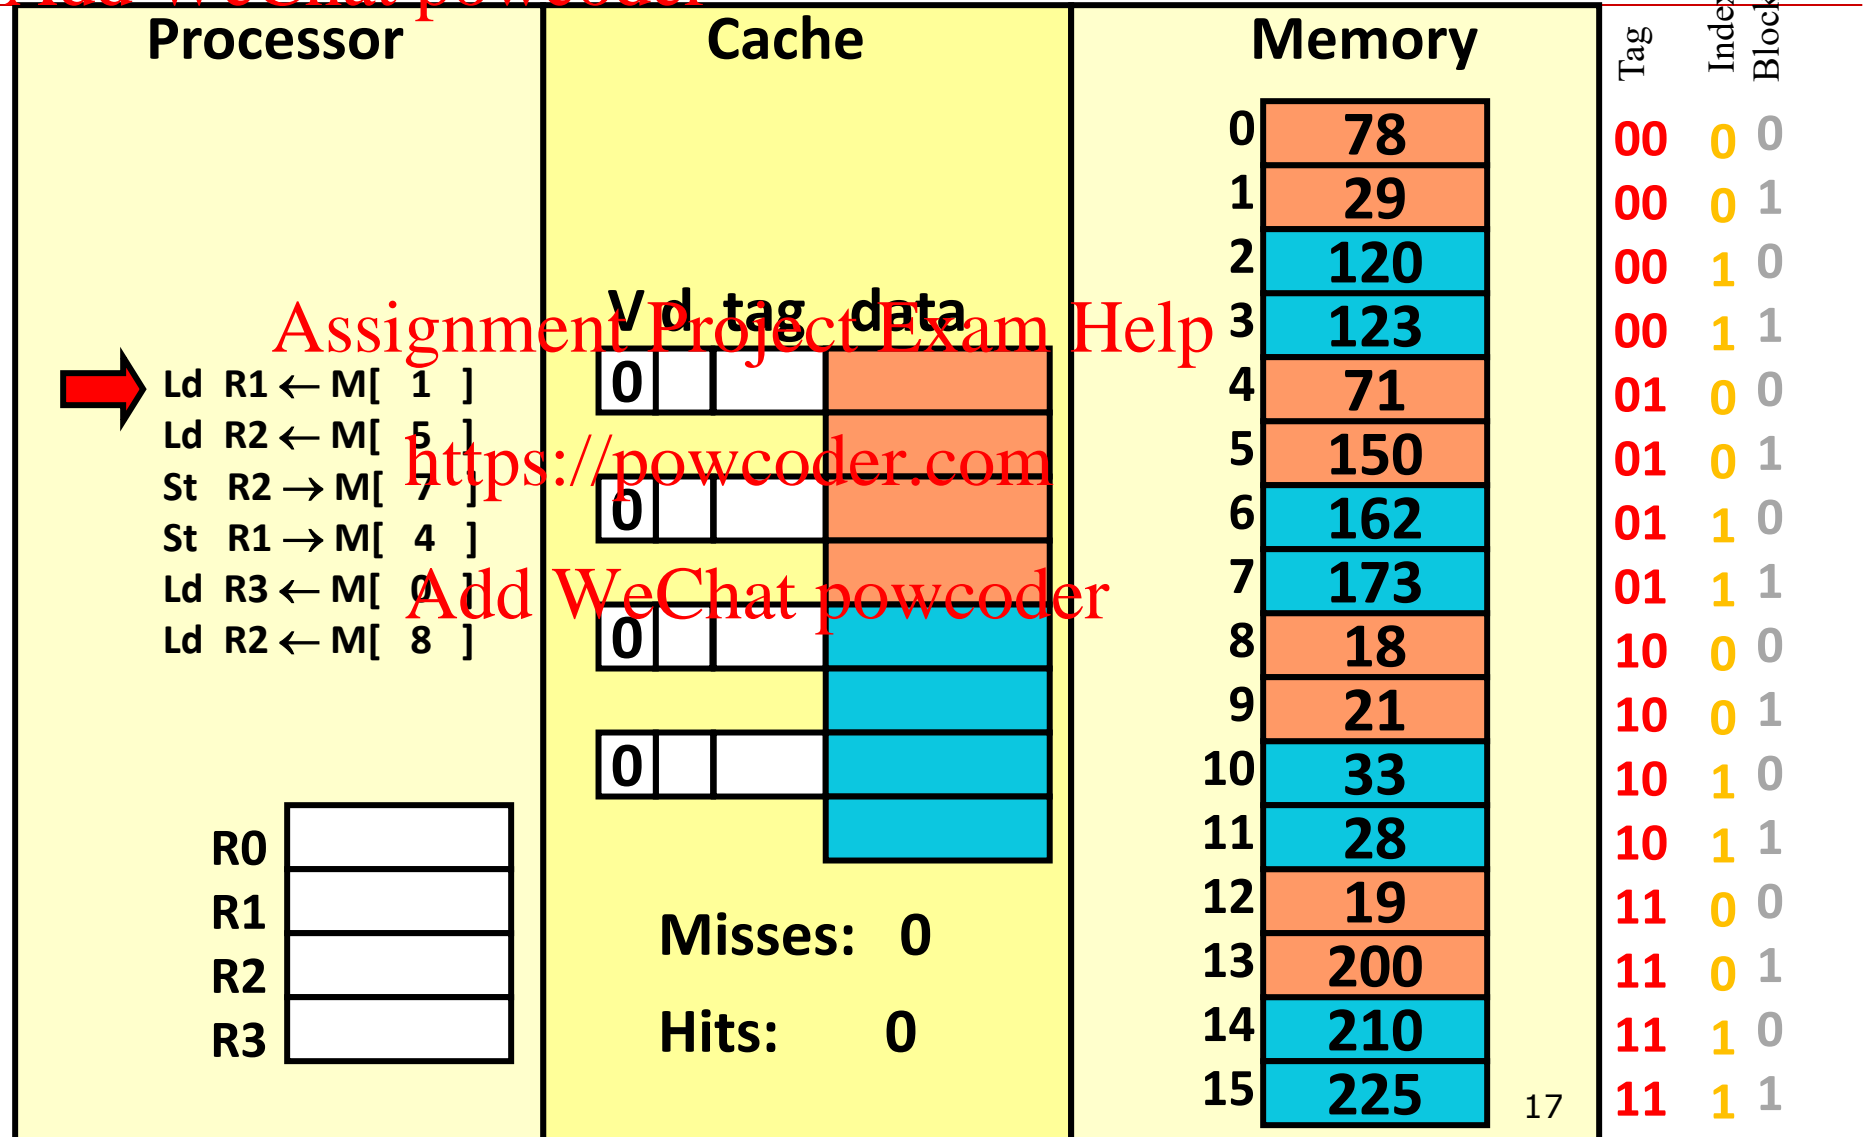 Add WeChat powcoder
Processor
Cache
Memory
Tag
Index
Block
V d tag data
Assignment Project Exam Help
https://powcoder.com
Add WeChat powcoder
Ld R1 ← M[ 1 ]
Ld R2 ← M[ 5 ]
St R2 → M[ 7 ]
St R1 → M[ 4 ]
Ld R3 ← M[ 0 ]
Ld R2 ← M[ 8 ]
0
0
0
0
R0
R1
R2
R3
Misses: 0
Hits: 0
0 78 00 0 0
1 29 00 0 1
2 120 00 1 0
3 123 00 1 1
4 71 01 0 0
5 150 01 0 1
6 162 01 1 0
7 173 01 1 1
8 18 10 0 0
9 21 10 0 1
10 33 10 1 0
11 28 10 1 1
12 19 11 0 0
13 200 11 0 1
14 210 11 1 0
15 225 11 1 1
17